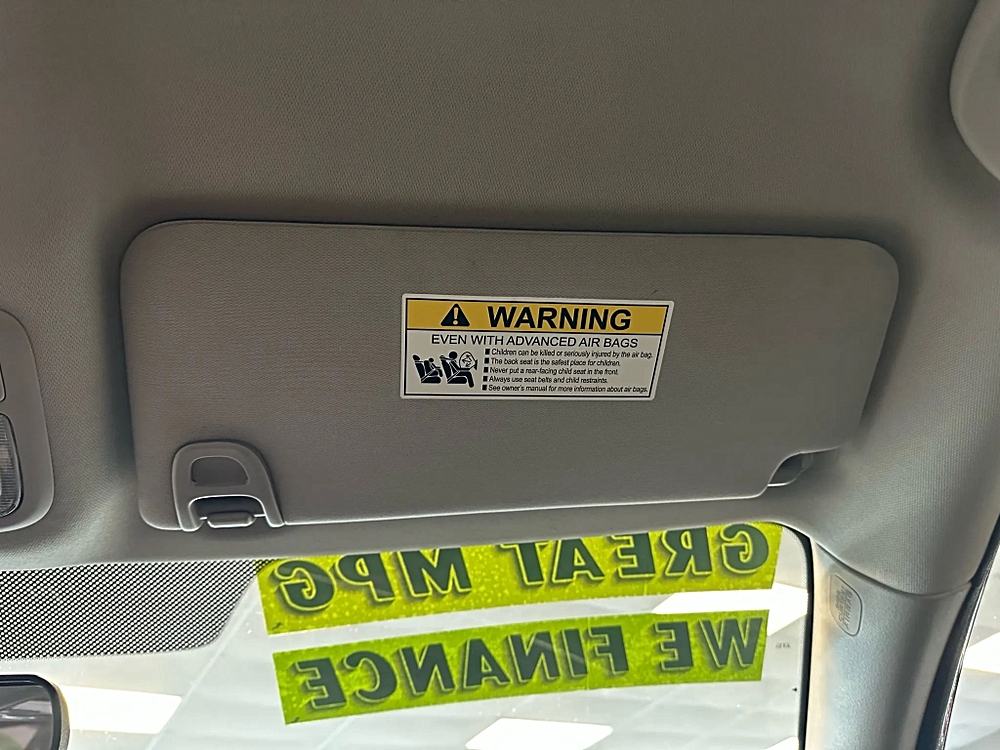 WARNING
EVEN WITH ADVANCED AIR BAGS
Children can be killed or seriously injured by the air bag.
The back seat is the safest place for children.
Never put a rear-facing child seat in the front.
Always use seat belts and child restraints.
See owner's manual for more information about air bags.
GREAT MPG
WE FINANCE